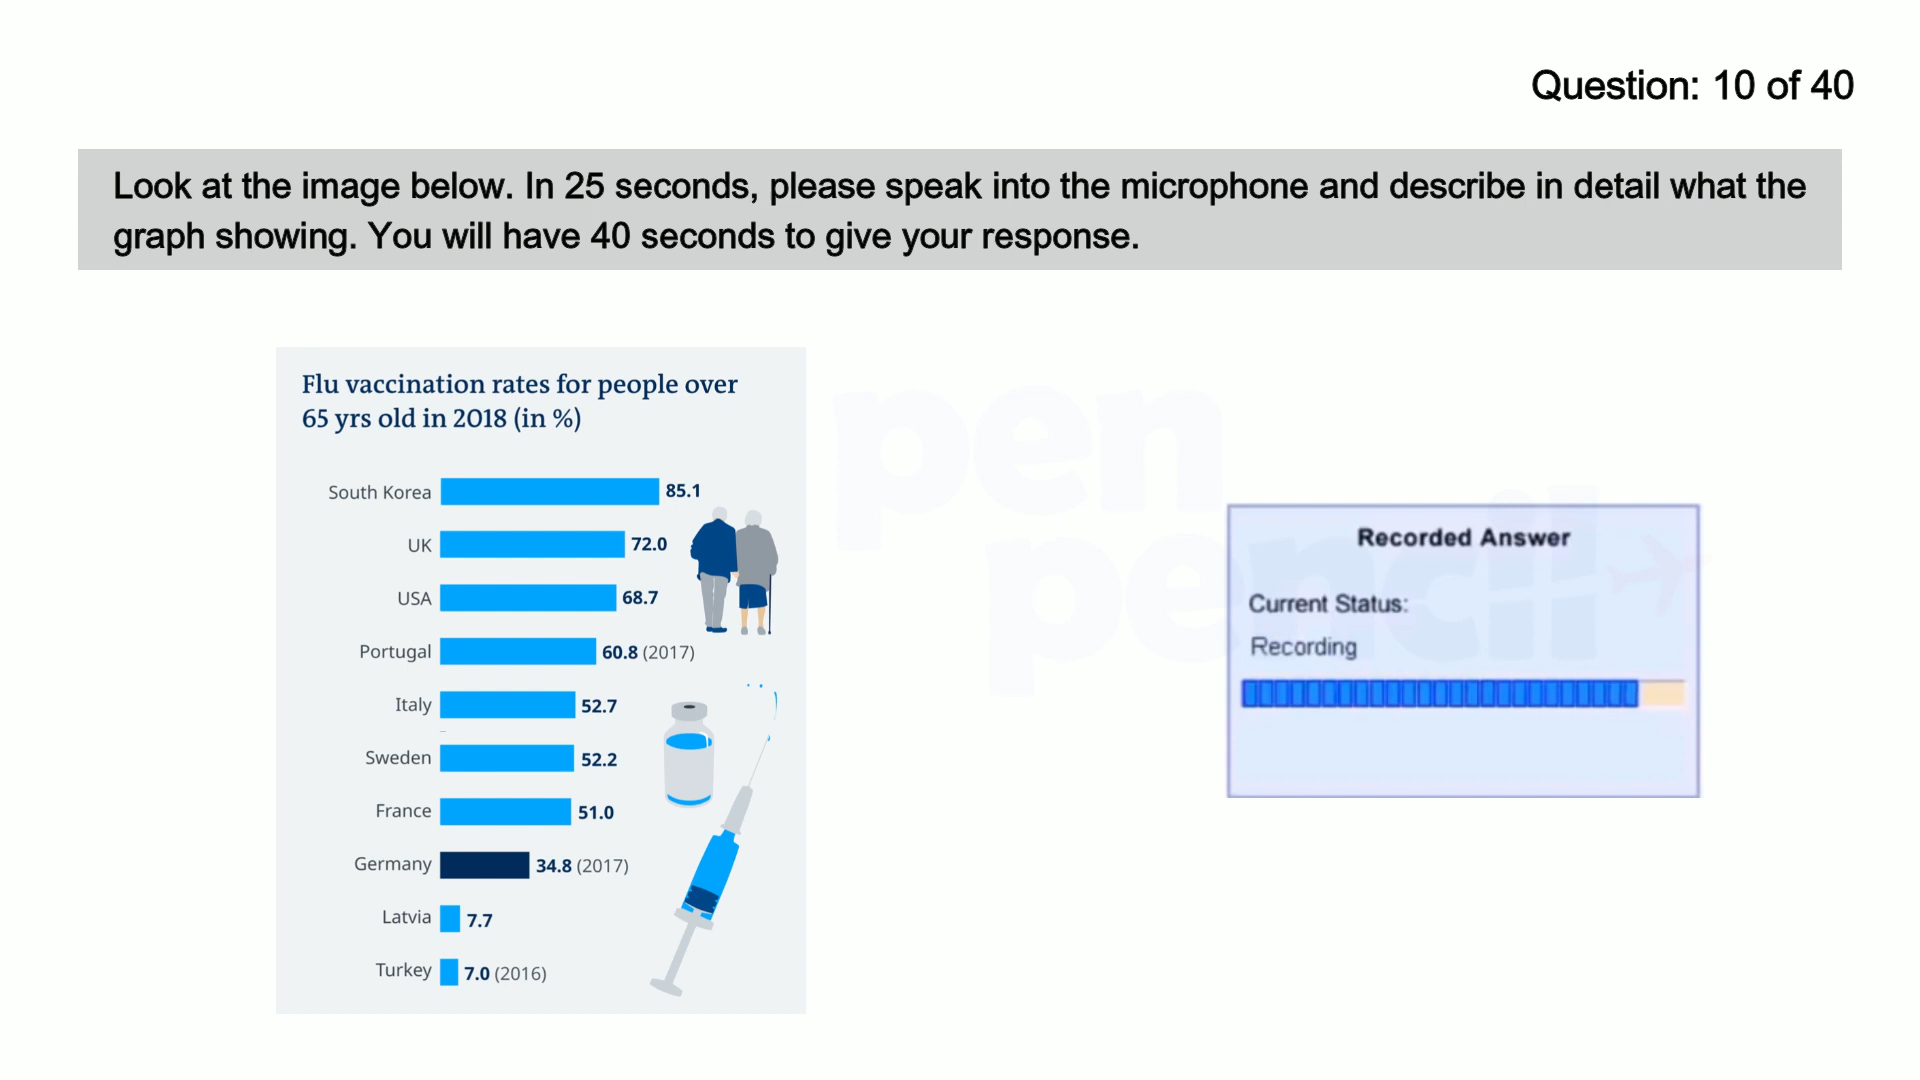 Question: 10 of 40
Look at the image below. In 25 seconds, please speak into the microphone and describe in detail what the
graph showing. You will have 40 seconds to give your response.
Flu vaccination rates for people over
65 yrs old in 2018 (in %)
South Korea 85.1
UK 72.0
USA 68.7
Portugal 60.8 (2017)
Italy 52.7
Sweden 52.2
France 51.0
Germany 34.8 (2017)
Latvia 7.7
Turkey 7.0 (2016)
pen
pencil
Recorded Answer
Current Status:
Recording